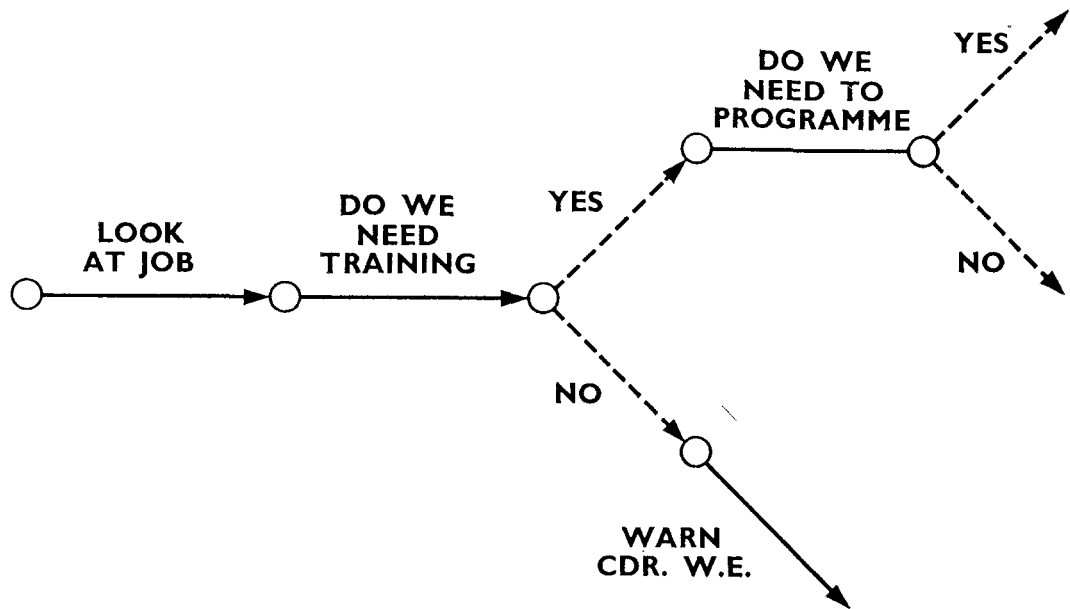 LOOK
AT JOB
DO WE
NEED
TRAINING
YES
NO
DO WE
NEED TO
PROGRAMME
YES
NO
WARN
CDR. W.E.